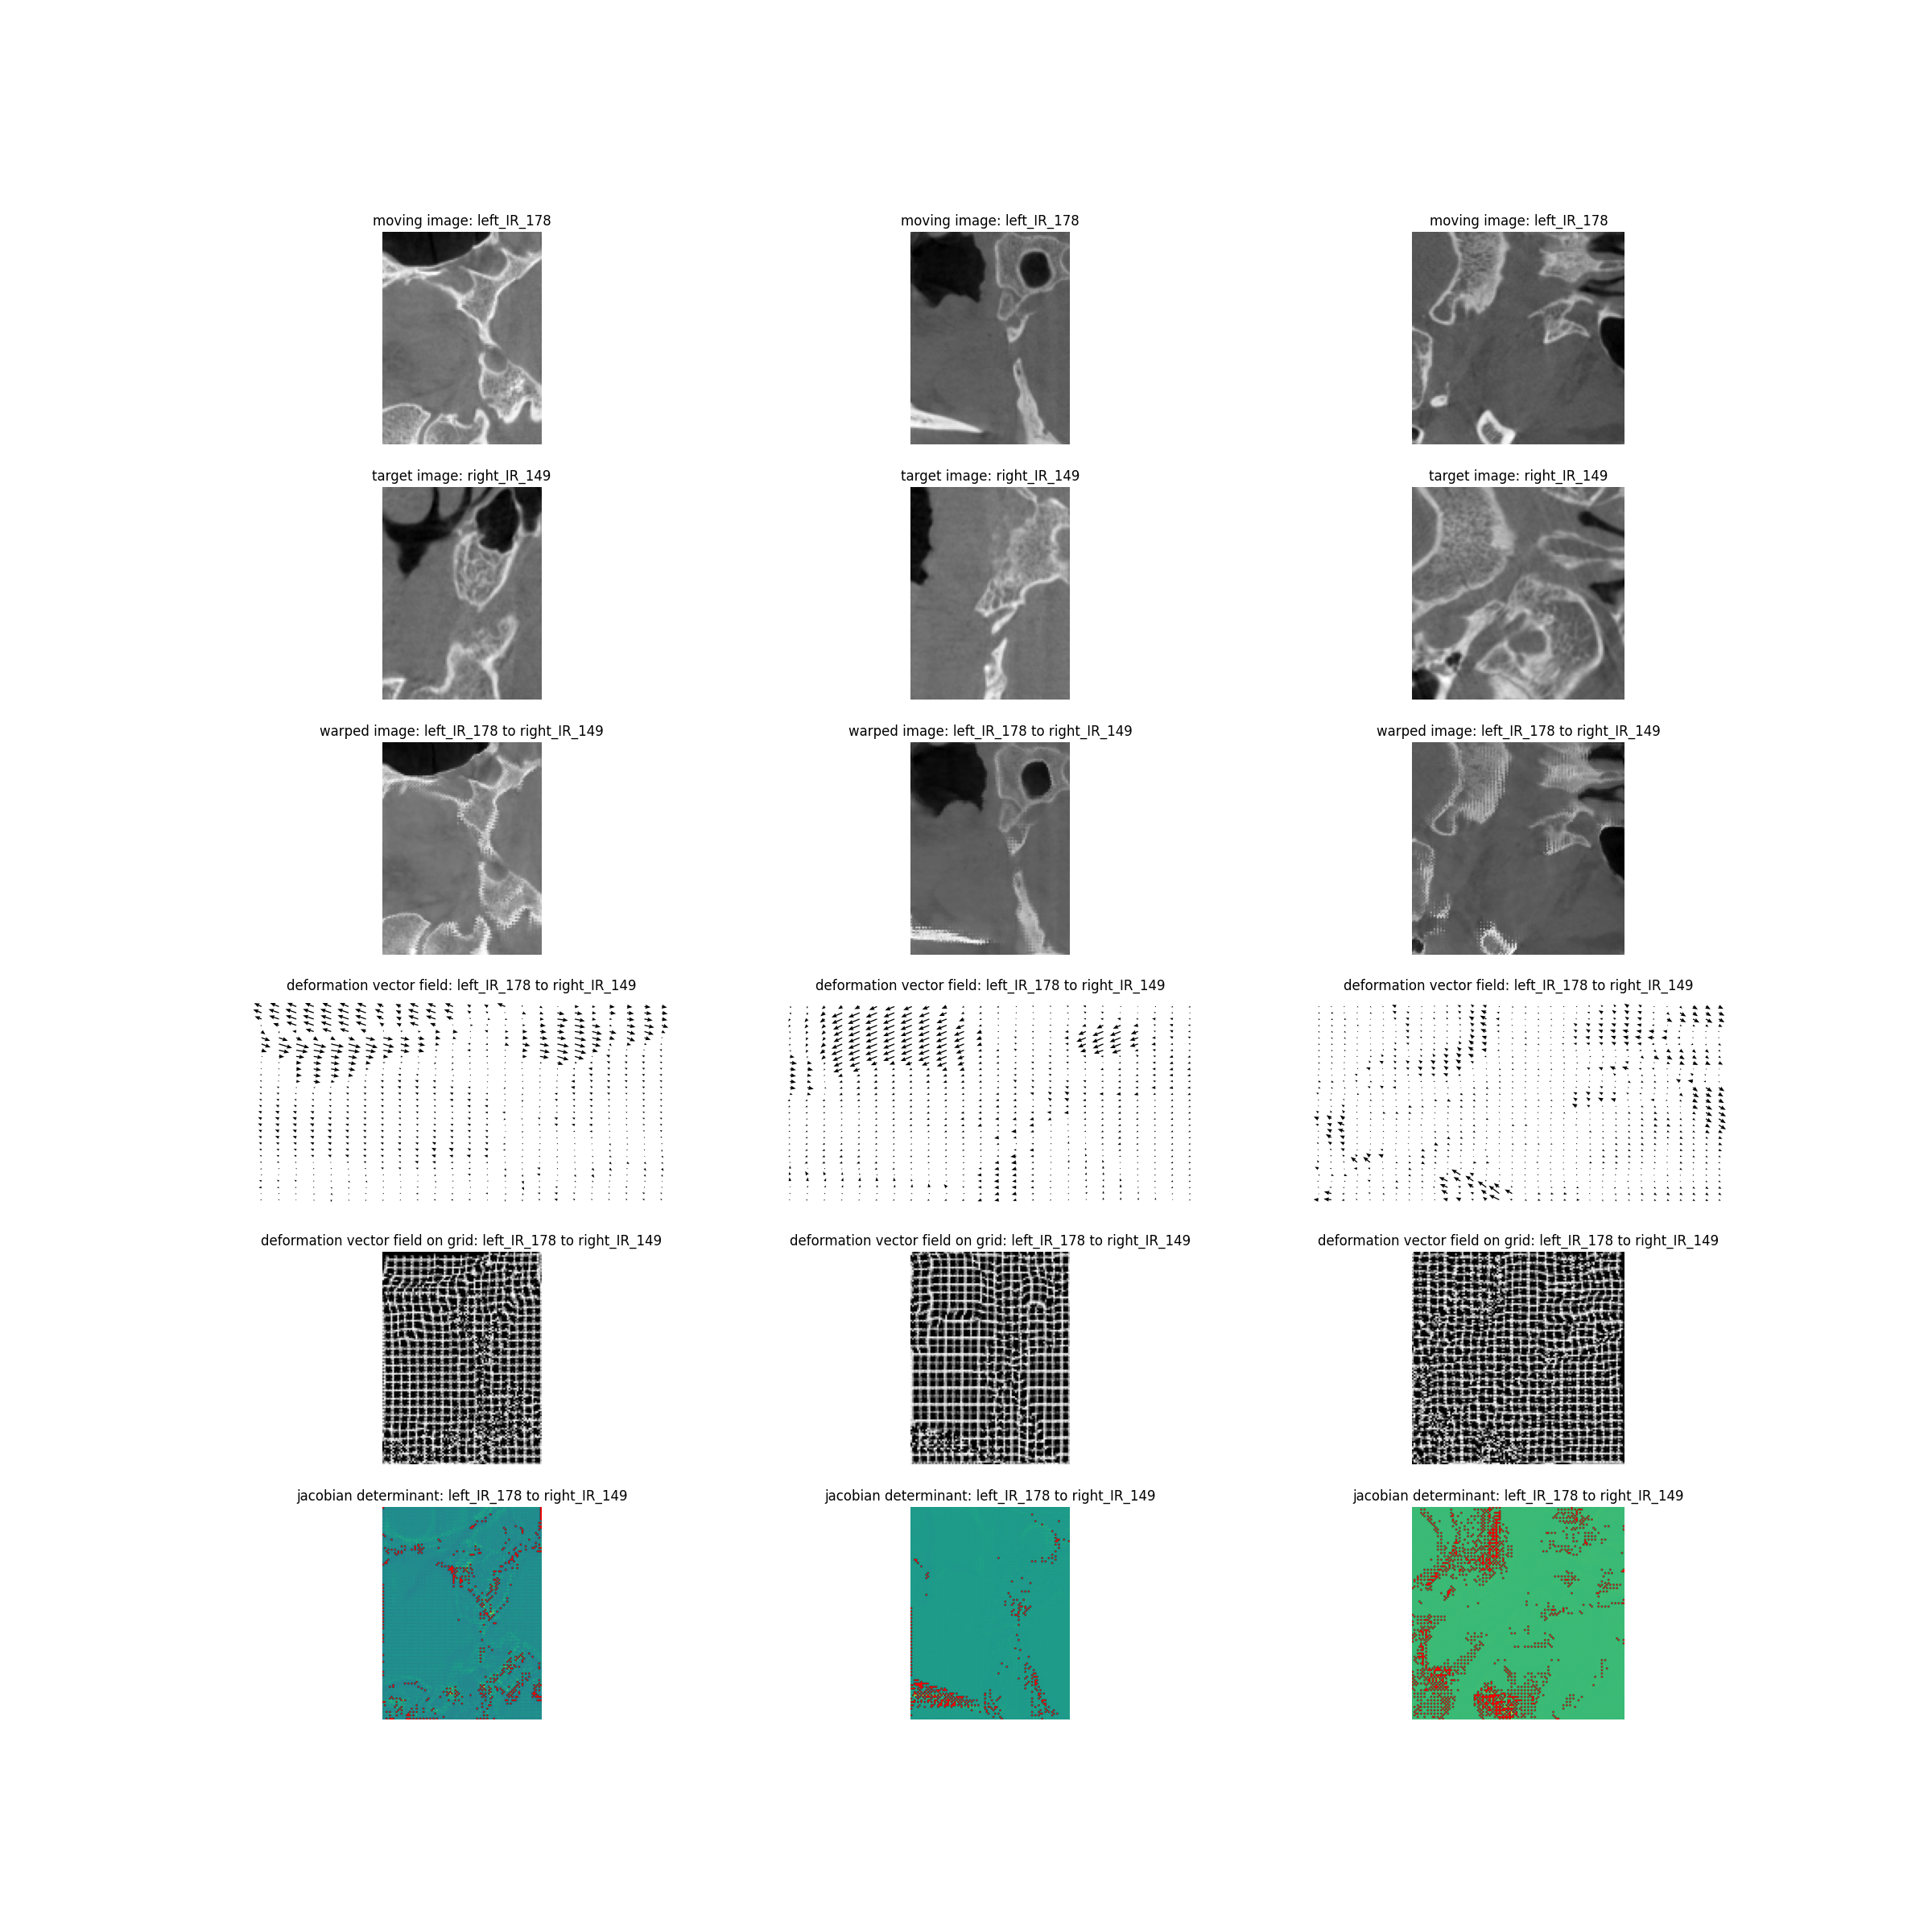 moving image: left_IR_178
moving image: left_IR_178
moving image: left_IR_178
target image: right_IR_149
target image: right_IR_149
target image: right_IR_149
warped image: left_IR_178 to right_IR_149
warped image: left_IR_178 to right_IR_149
warped image: left_IR_178 to right_IR_149
deformation vector field: left_IR_178 to right_IR_149
deformation vector field: left_IR_178 to right_IR_149
deformation vector field: left_IR_178 to right_IR_149
deformation vector field on grid: left_IR_178 to right_IR_149
deformation vector field on grid: left_IR_178 to right_IR_149
deformation vector field on grid: left_IR_178 to right_IR_149
jacobian determinant: left_IR_178 to right_IR_149
jacobian determinant: left_IR_178 to right_IR_149
jacobian determinant: left_IR_178 to right_IR_149